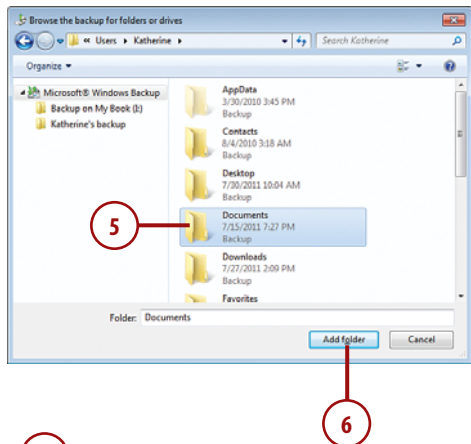 Browse the backup for folders or drives
« Users ▸ Katherine ▸
Search Katherine
Organize ▾
Microsoft® Windows Backup
Backup on My Book (I:)
Katherine's backup
AppData
3/30/2010 3:45 PM
Backup
Contacts
8/4/2010 3:18 AM
Backup
Desktop
7/30/2011 10:04 AM
Backup
5
Documents
7/15/2011 7:27 PM
Backup
Downloads
7/27/2011 2:09 PM
Backup
Favorites
Folder: Documents
Add folder Cancel
6